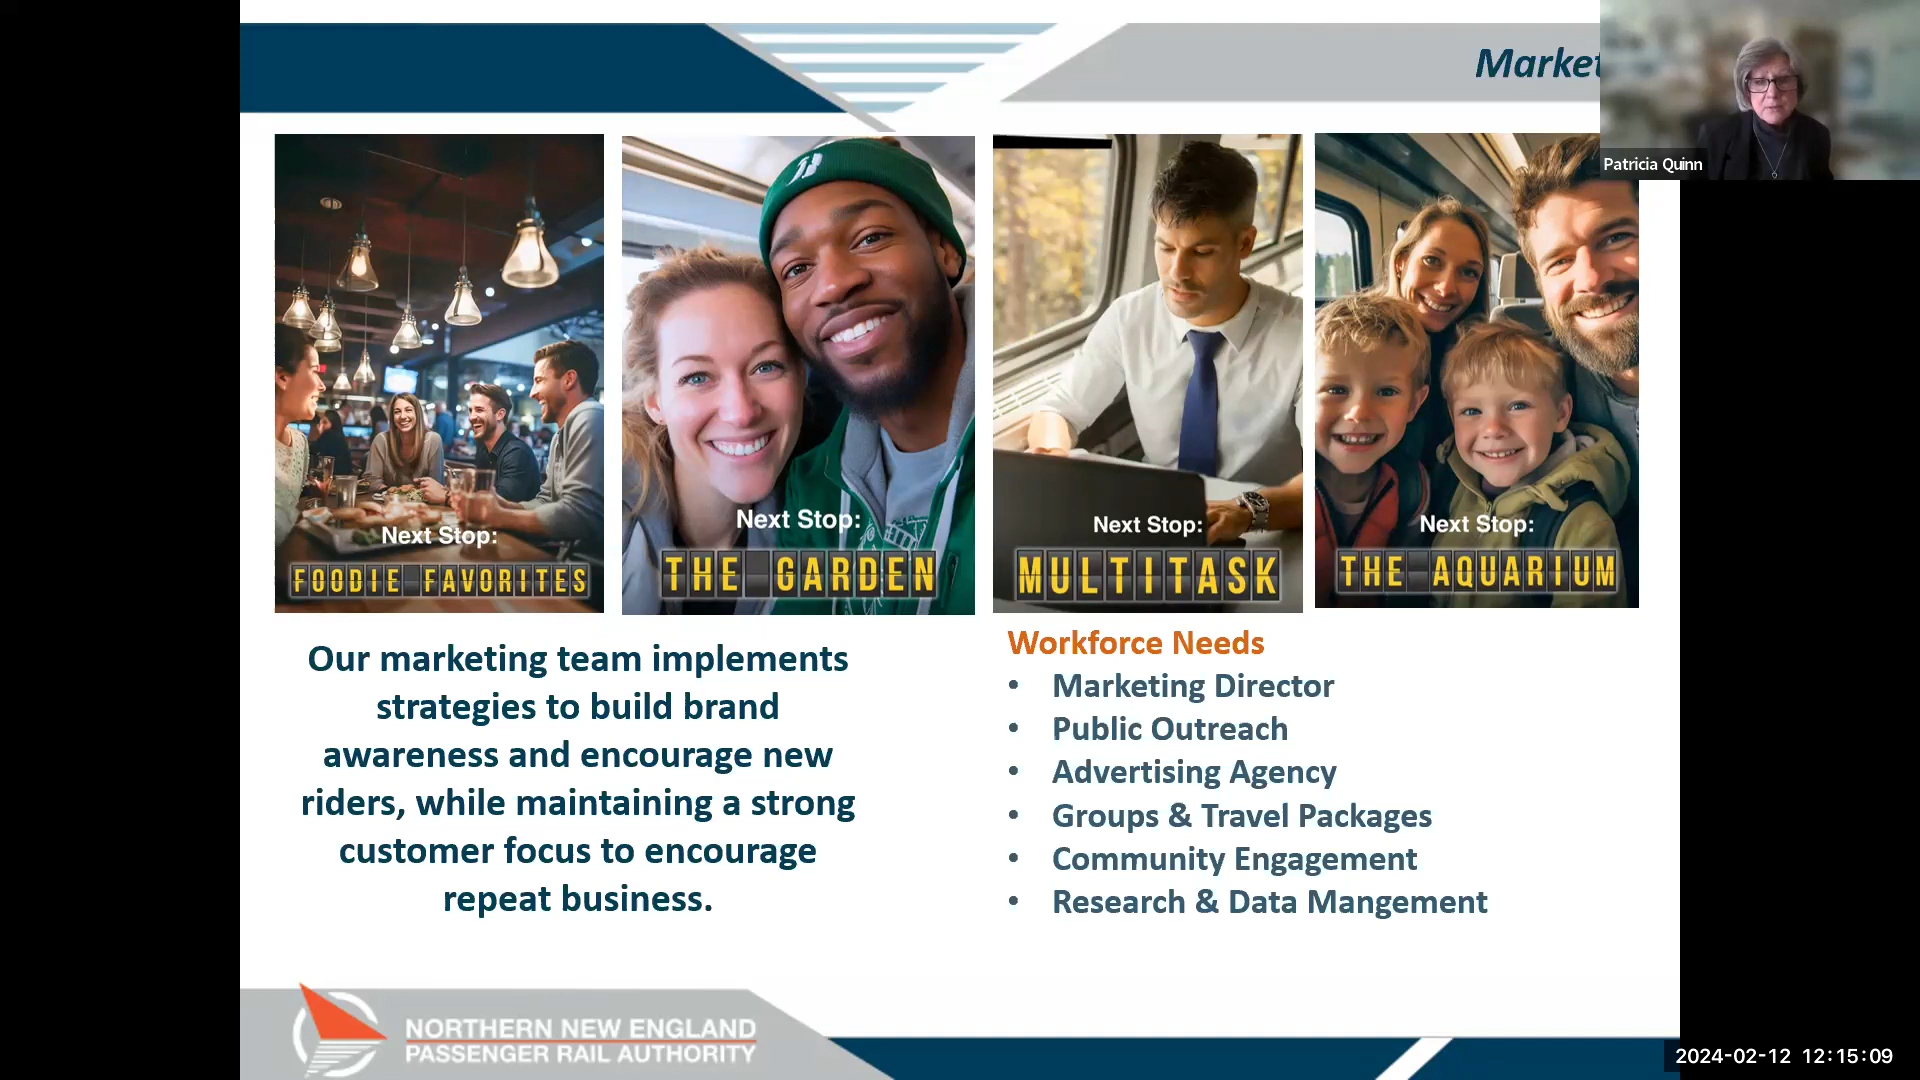 Market
Patricia Quinn
Next Stop:
FOODIE FAVORITES
Next Stop:
THE GARDEN
Next Stop:
MULTITASK
Next Stop:
THE AQUARIUM
Our marketing team implements
strategies to build brand
awareness and encourage new
riders, while maintaining a strong
customer focus to encourage
repeat business.
Workforce Needs
• Marketing Director
• Public Outreach
• Advertising Agency
• Groups & Travel Packages
• Community Engagement
• Research & Data Mangement
NORTHERN NEW ENGLAND
PASSENGER RAIL AUTHORITY
2024-02-12 12:15:09